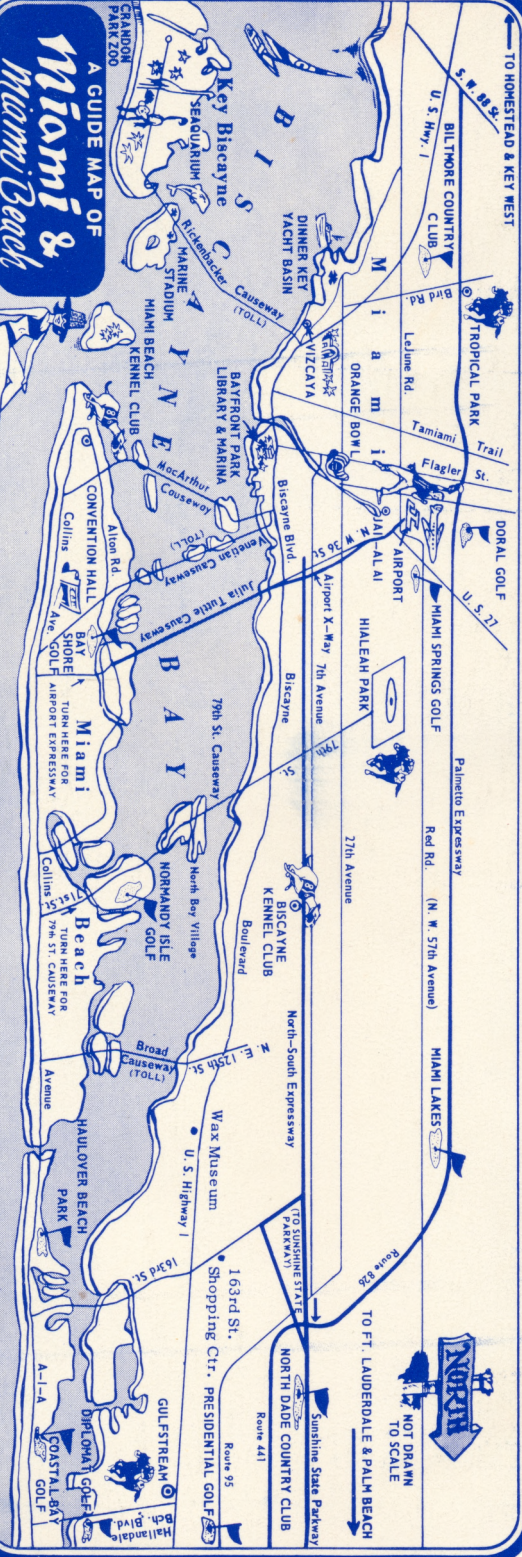 A GUIDE MAP OF
Miami &
Miami Beach
CRANDON
PARK ZOO
Key Biscayne
SEAQUARIUM
BISCAYNE BAY
Rickenbacker Causeway
(TOLL)
MARINE
STADIUM
MIAMI BEACH
KENNEL CLUB
TO HOMESTEAD & KEY WEST
S. W. 88 St.
U. S. Hwy. 1
BILTMORE COUNTRY
CLUB
Bird Rd.
TROPICAL PARK
LeJune Rd.
DINNER KEY
YACHT BASIN
Miami
VIZCAYA
ORANGE BOWL
Tamiami Trail
Flagler St.
BAYFRONT PARK
LIBRARY & MARINA
MacArthur
Causeway
Biscayne Blvd.
Venetian Causeway
(TOLL)
Julia Tuttle Causeway
N. W 36 St.
JAI-ALAI
AIRPORT
DORAL GOLF
U. S. 27
MIAMI SPRINGS GOLF
Airport X-Way
7th Avenue
HIALEAH PARK
Alton Rd.
CONVENTION HALL
Collins Ave.
BAY
SHORE
GOLF
TURN HERE FOR
AIRPORT EXPRESSWAY
Miami
Beach
79th St. Causeway
79th St.
Biscayne
Boulevard
Palmetto Expressway
Red Rd. (N. W. 57th Avenue)
27th Avenue
North Bay Village
NORMANDY ISLE
GOLF
71st. St.
Collins
Avenue
TURN HERE FOR
79th ST. CAUSEWAY
8
8
BISCAYNE
KENNEL CLUB
North-South Expressway
Broad
Causeway
(TOLL)
N. E. 125th St.
MIAMI LAKES
Wax Museum
U. S. Highway 1
HAULOVER BEACH
PARK
163rd St.
163rd St.
Shopping Ctr.
(TO SUNSHINE STATE
PARKWAY)
Route 826
NORTH
NOT DRAWN
TO SCALE
TO FT. LAUDERDALE & PALM BEACH
Sunshine State Parkway
NORTH DADE COUNTRY CLUB
Route 441
Route 95
PRESIDENTIAL GOLF
GULFSTREAM
A-1-A
DIPLOMAT GOLF
COASTAL BAY
GOLF
Hallandale
Bch. Blvd.